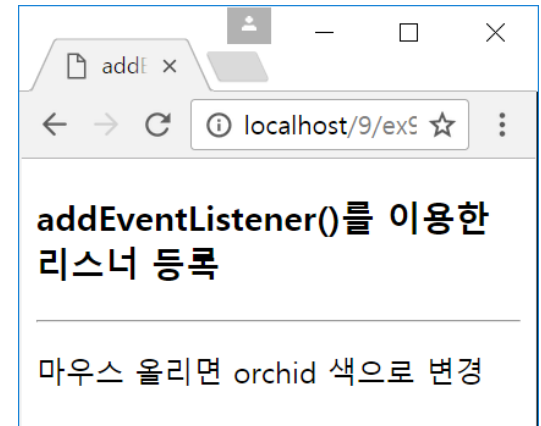 addE
localhost/9/ex9
addEventListener()를 이용한
리스너 등록
마우스 올리면 orchid 색으로 변경